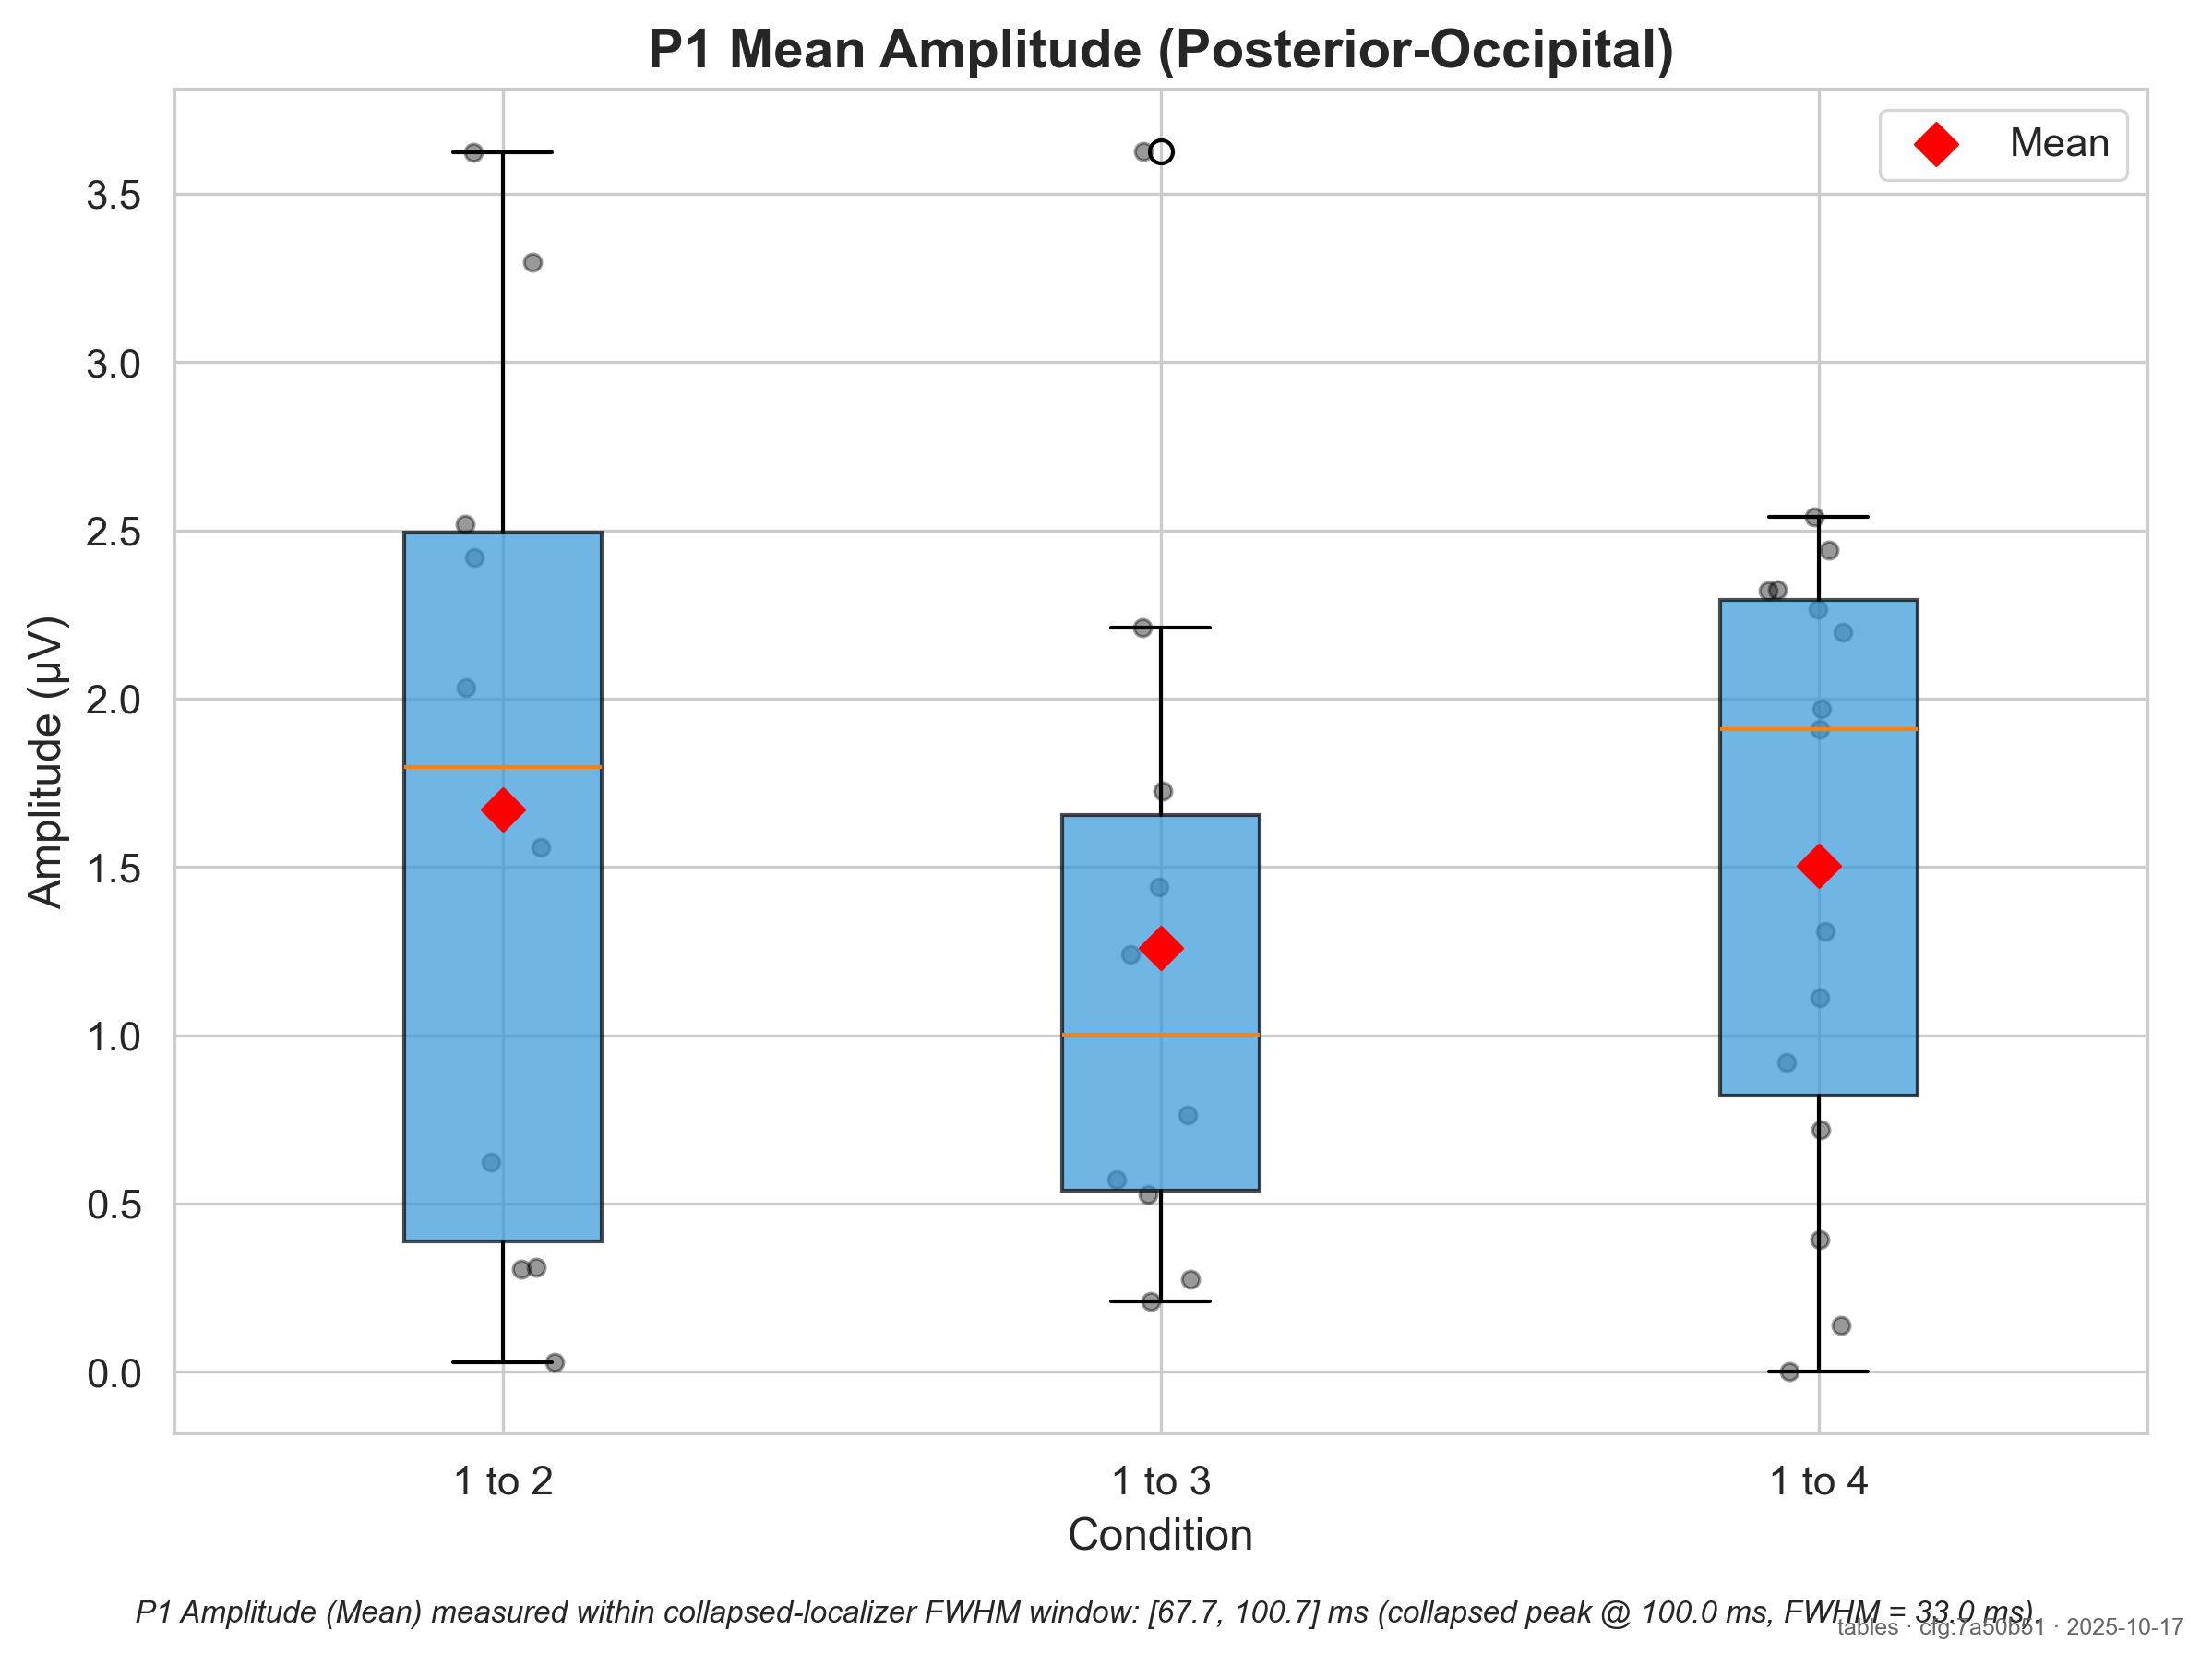 P1 Mean Amplitude (Posterior-Occipital)
Mean
3.5
3.0
2.5
2.0
1.5
1.0
0.5
0.0
Amplitude (µV)
1 to 2
1 to 3
1 to 4
Condition
P1 Amplitude (Mean) measured within collapsed-localizer FWHM window: [67.7, 100.7] ms (collapsed peak @ 100.0 ms, FWHM = 33.0 ms).
tables · cfg:7a50b51 · 2025-10-17